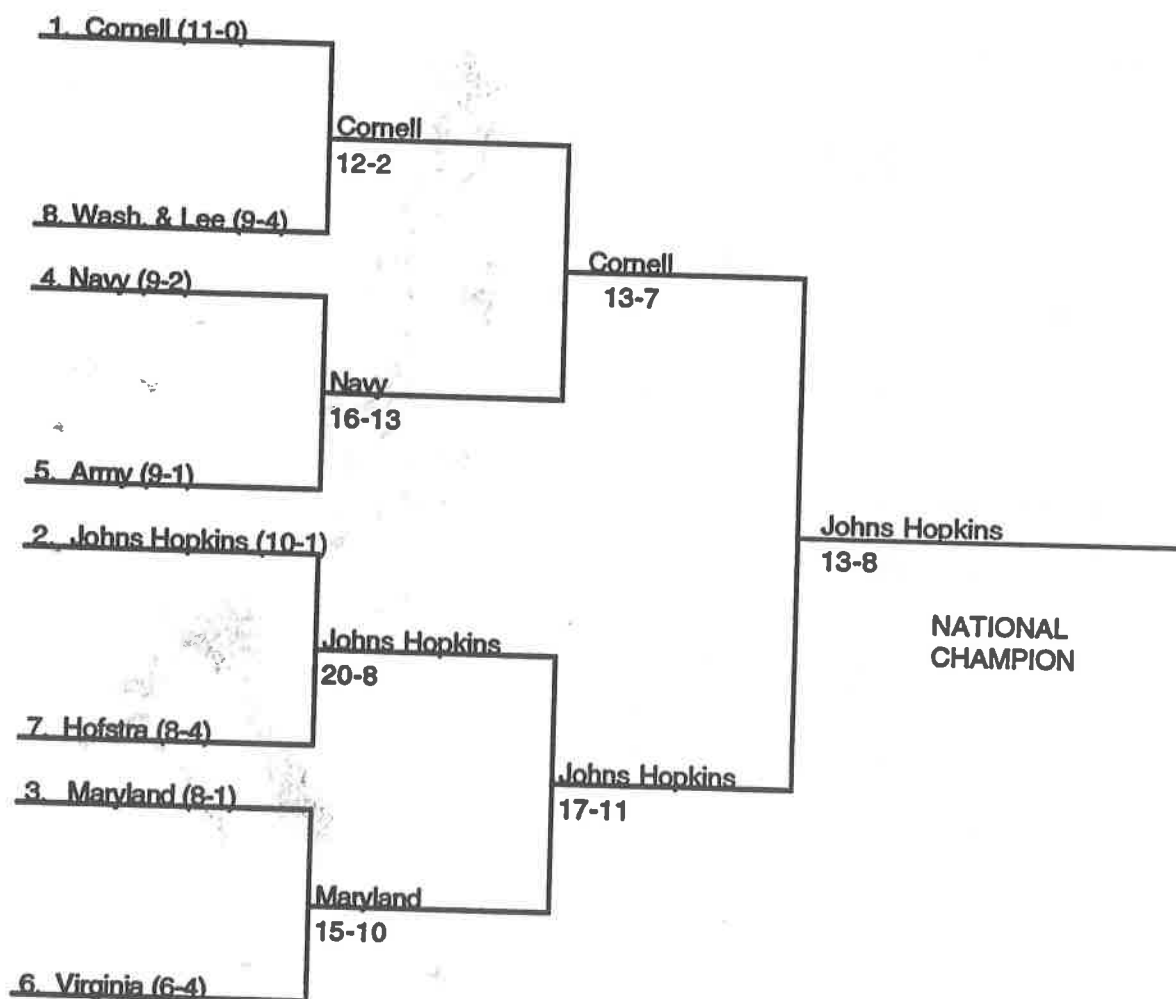 1. Cornell (11-0)
Cornell
12-2
8. Wash. & Lee (9-4)
4. Navy (9-2)
Cornell
13-7
Navy
16-13
5. Army (9-1)
2. Johns Hopkins (10-1)
Johns Hopkins
13-8
NATIONAL
CHAMPION
Johns Hopkins
20-8
7. Hofstra (8-4)
3. Maryland (8-1)
Johns Hopkins
17-11
Maryland
15-10
6. Virginia (6-4)